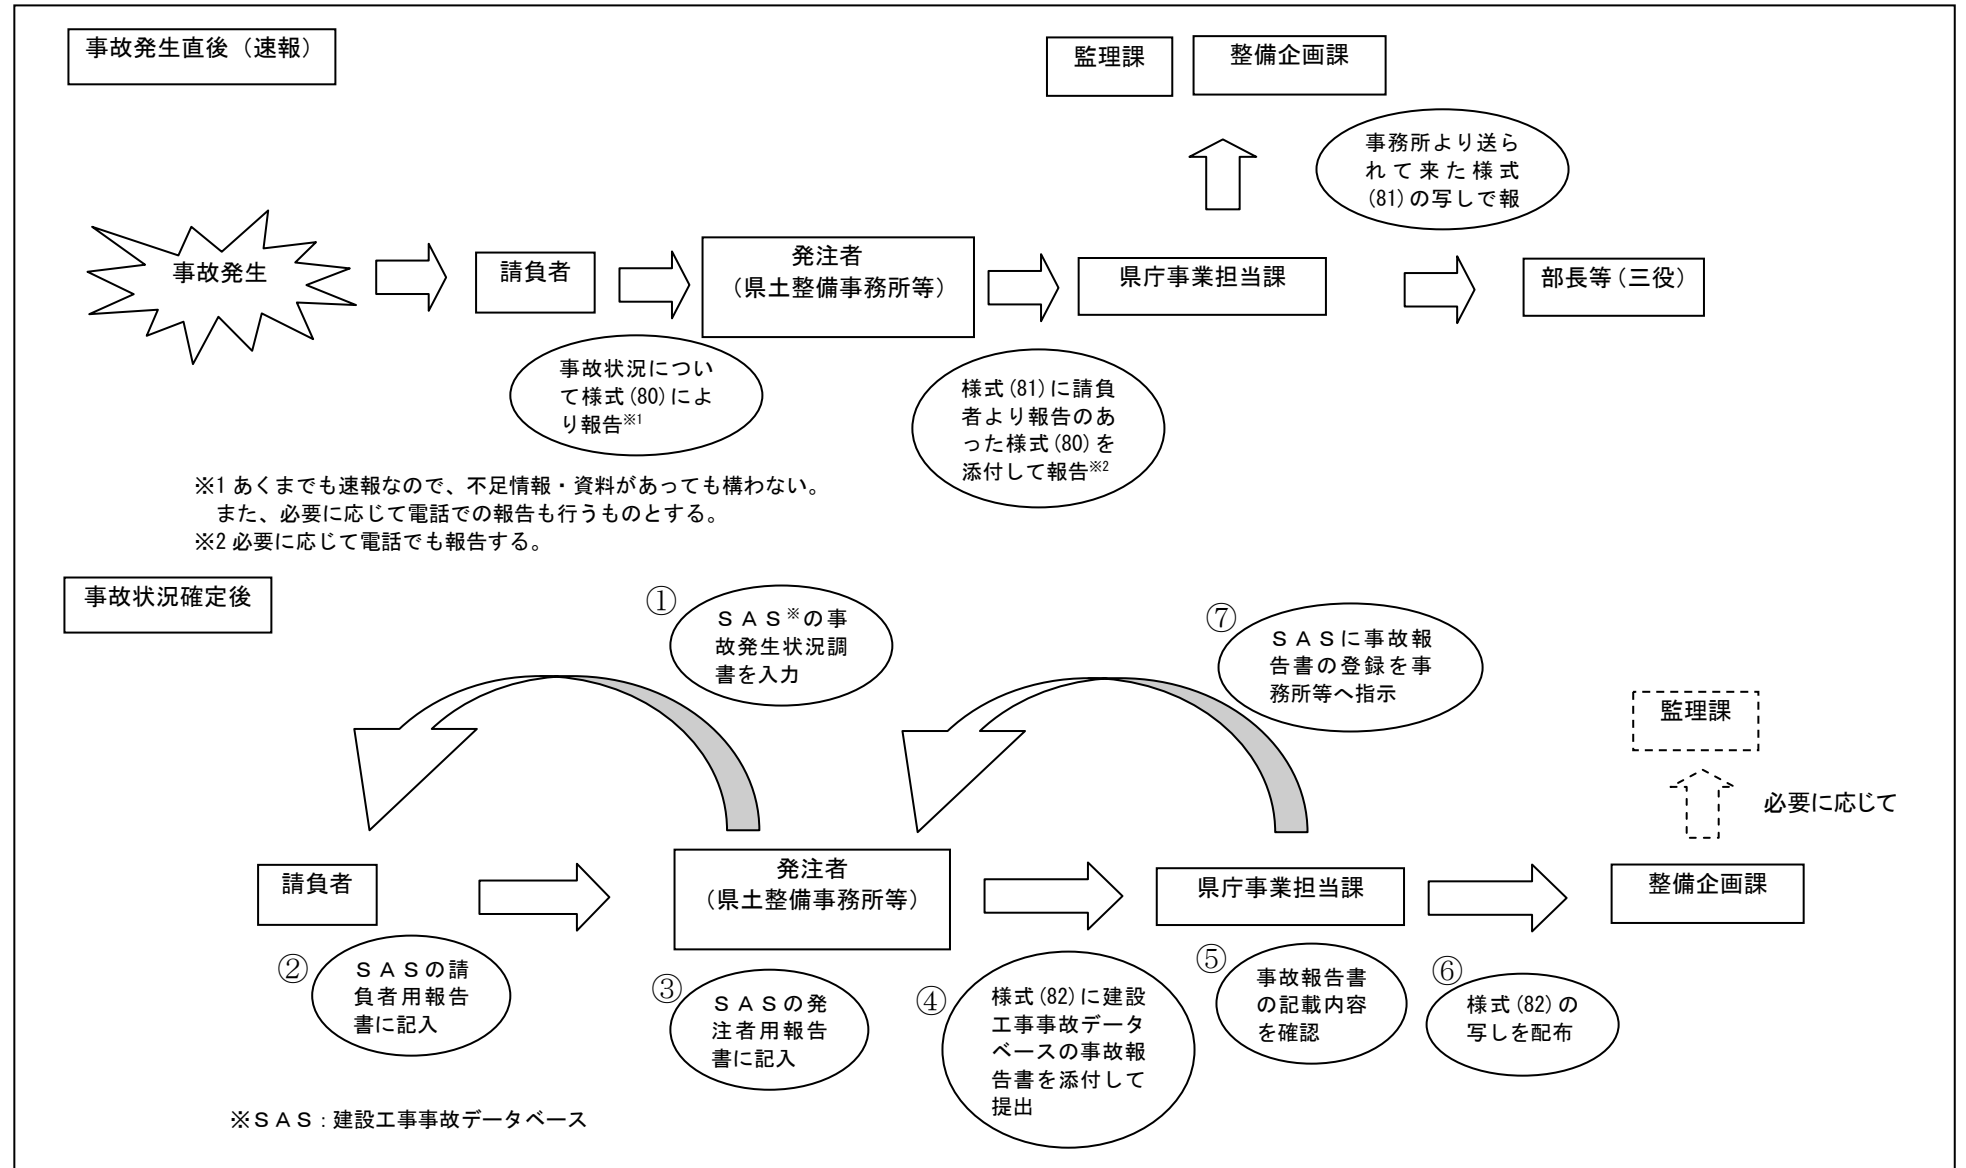 事故発生直後（速報）
監理課
整備企画課
事務所より送ら
れて来た様式
(81)の写しで報
事故発生
請負者
発注者
（県土整備事務所等）
県庁事業担当課
部長等(三役)
事故状況につい
て様式(80)によ
り報告※1
様式(81)に請負
者より報告のあ
った様式(80)を
添付して報告※2
※1 あくまでも速報なので、不足情報・資料があっても構わない。
また、必要に応じて電話での報告も行うものとする。
※2 必要に応じて電話でも報告する。
事故状況確定後
①
ＳＡＳ※の事
故発生状況調
書を入力
⑦
ＳＡＳに事故報
告書の登録を事
務所等へ指示
監理課
必要に応じて
請負者
発注者
（県土整備事務所等）
県庁事業担当課
整備企画課
②
ＳＡＳの請
負者用報告
書に記入
③
ＳＡＳの発
注者用報告
書に記入
④
様式(82)に建設
工事事故データ
ベースの事故報
告書を添付して
提出
⑤
事故報告書
の記載内容
を確認
⑥
様式(82)の
写しを配布
※ＳＡＳ：建設工事事故データベース